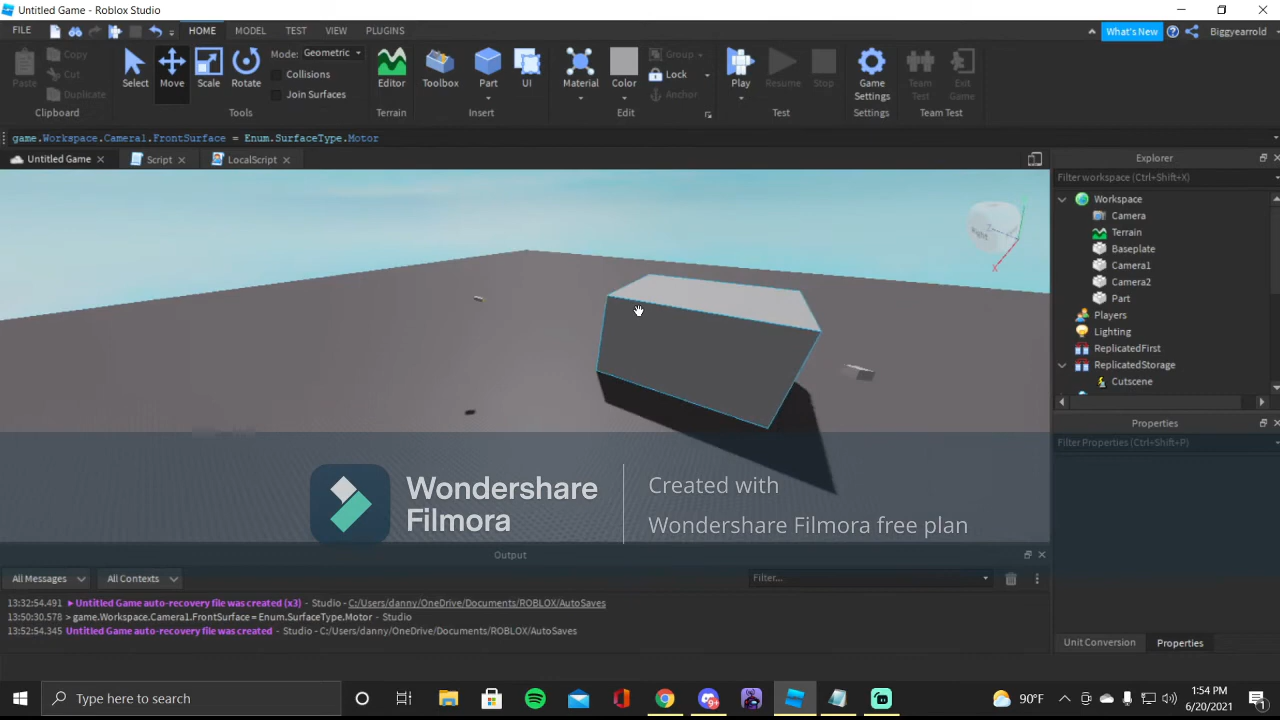 Untitled Game - Roblox Studio
FILE HOME MODEL TEST VIEW PLUGINS What's New Biggyearrold
Paste Copy Cut Duplicate Clipboard
Select Move Scale Rotate Mode: Geometric Collisions Join Surfaces Tools
Editor Terrain
Toolbox Part UI Insert
Material Color Group Lock Anchor Edit
Play Resume Stop Test
Game Settings Settings
Team Test Exit Game Team Test
game.Workspace.Camera1.FrontSurface = Enum.SurfaceType.Motor
Untitled Game Script LocalScript
Right
X
Explorer
Filter workspace (Ctrl+Shift+X)
Workspace
Camera
Terrain
Baseplate
Camera1
Camera2
Part
Players
Lighting
ReplicatedFirst
ReplicatedStorage
Cutscene
Properties
Filter Properties (Ctrl+Shift+P)
Wondershare Filmora
Created with
Wondershare Filmora free plan
Output
All Messages All Contexts Filter...
13:32:54.491 ► Untitled Game auto-recovery file was created (x3) - Studio - C:/Users/danny/OneDrive/Documents/ROBLOX/AutoSaves
13:50:30.578 > game.Workspace.Camera1.FrontSurface = Enum.SurfaceType.Motor - Studio
13:52:54.345 Untitled Game auto-recovery file was created - Studio - C:/Users/danny/OneDrive/Documents/ROBLOX/AutoSaves
Unit Conversion Properties
Type here to search
9+
90°F
1:54 PM
6/20/2021
1